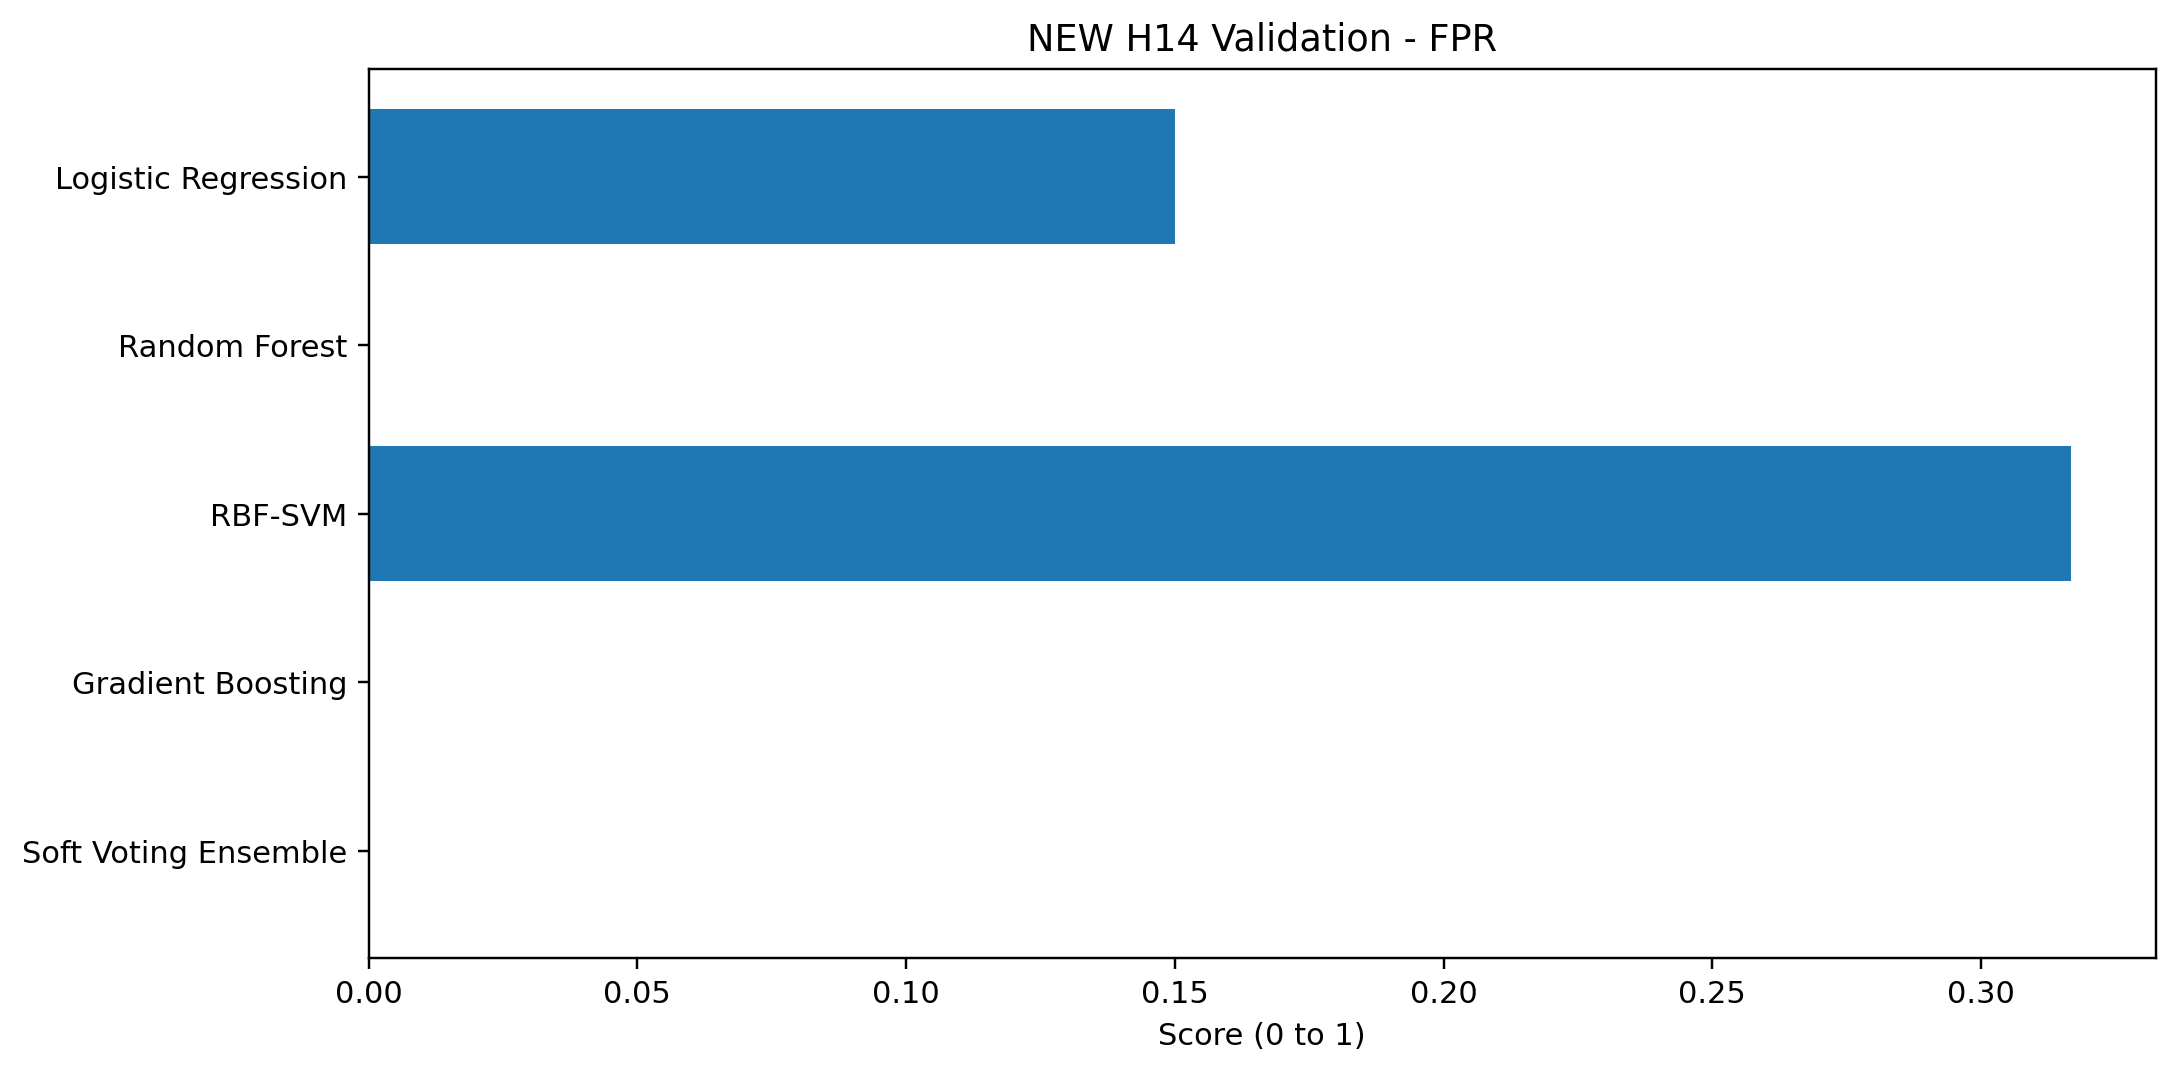 NEW H14 Validation - FPR
Logistic Regression
Random Forest
RBF-SVM
Gradient Boosting
Soft Voting Ensemble
0.00 0.05 0.10 0.15 0.20 0.25 0.30
Score (0 to 1)